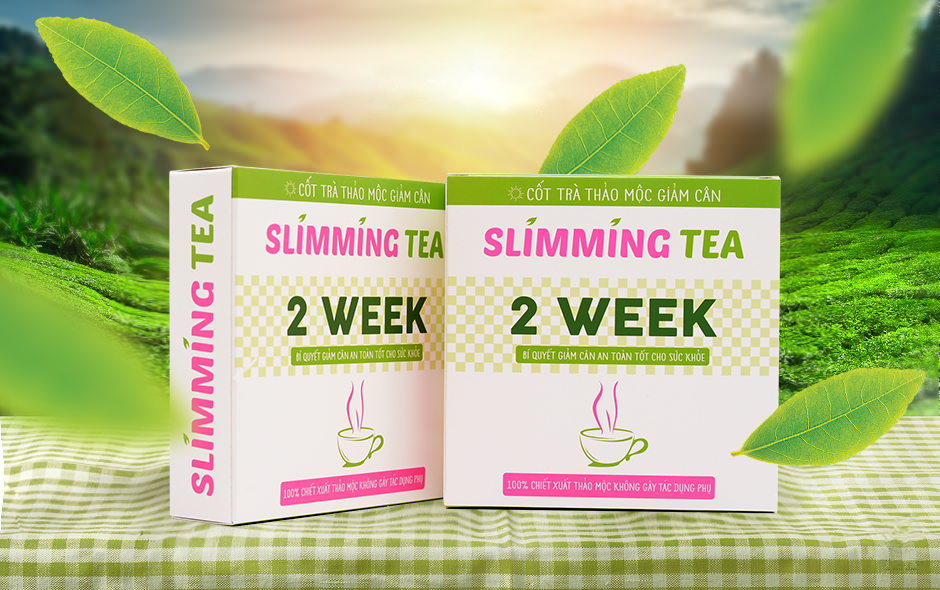 SLIMMING TEA
CỐT TRÀ THẢO MỘC GIẢM CÂN
SLIMMING TEA
2 WEEK
BÍ QUYẾT GIẢM CÂN AN TOÀN TỐT CHO SỨC KHỎE
100% CHIẾT XUẤT THẢO MỘC KHÔNG GÂY TÁC DỤNG PHỤ
CỐT TRÀ THẢO MỘC GIẢM CÂN
SLIMMING TEA
2 WEEK
BÍ QUYẾT GIẢM CÂN AN TOÀN TỐT CHO SỨC KHỎE
100% CHIẾT XUẤT THẢO MỘC KHÔNG GÂY TÁC DỤNG PHỤ